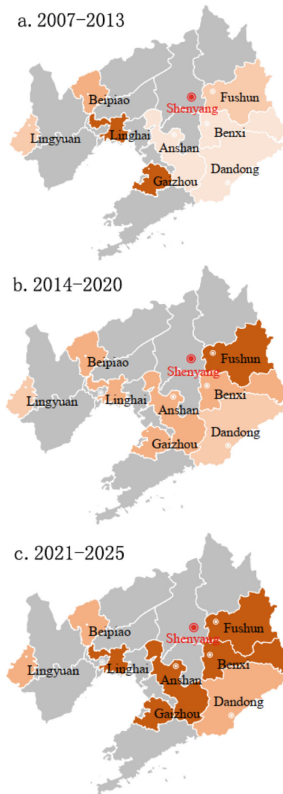 a. 2007-2013
Beipiao
Fushun
Shenyang
Lingyuan
Linghai
Benxi
Anshan
Dandong
Gaizhou
b. 2014-2020
Beipiao
Fushun
Shenyang
Lingyuan
Linghai
Benxi
Anshan
Dandong
Gaizhou
c. 2021-2025
Beipiao
Fushun
Shenyang
Lingyuan
Linghai
Benxi
Anshan
Dandong
Gaizhou